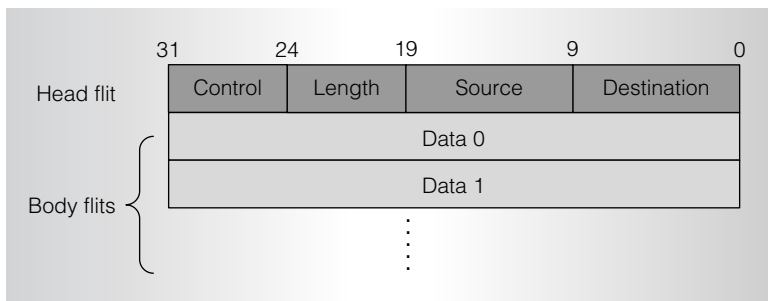 31 24 19 9 0
Head flit Control Length Source Destination
Data 0
Data 1
Body flits